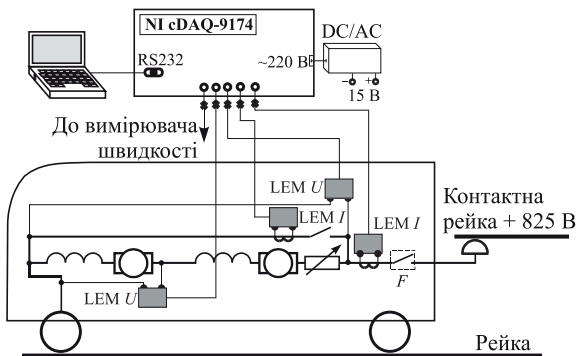 NI cDAQ-9174
DC/AC
RS232
~220 В
− +
15 В
До вимірювача
швидкості
LEM U
LEM I
LEM I
Контактна
рейка + 825 В
F
LEM U
Рейка